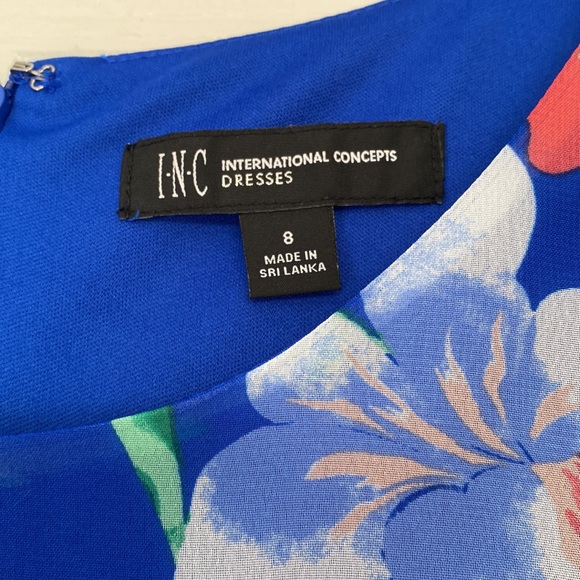 I·N·C INTERNATIONAL CONCEPTS
DRESSES
8
MADE IN
SRI LANKA